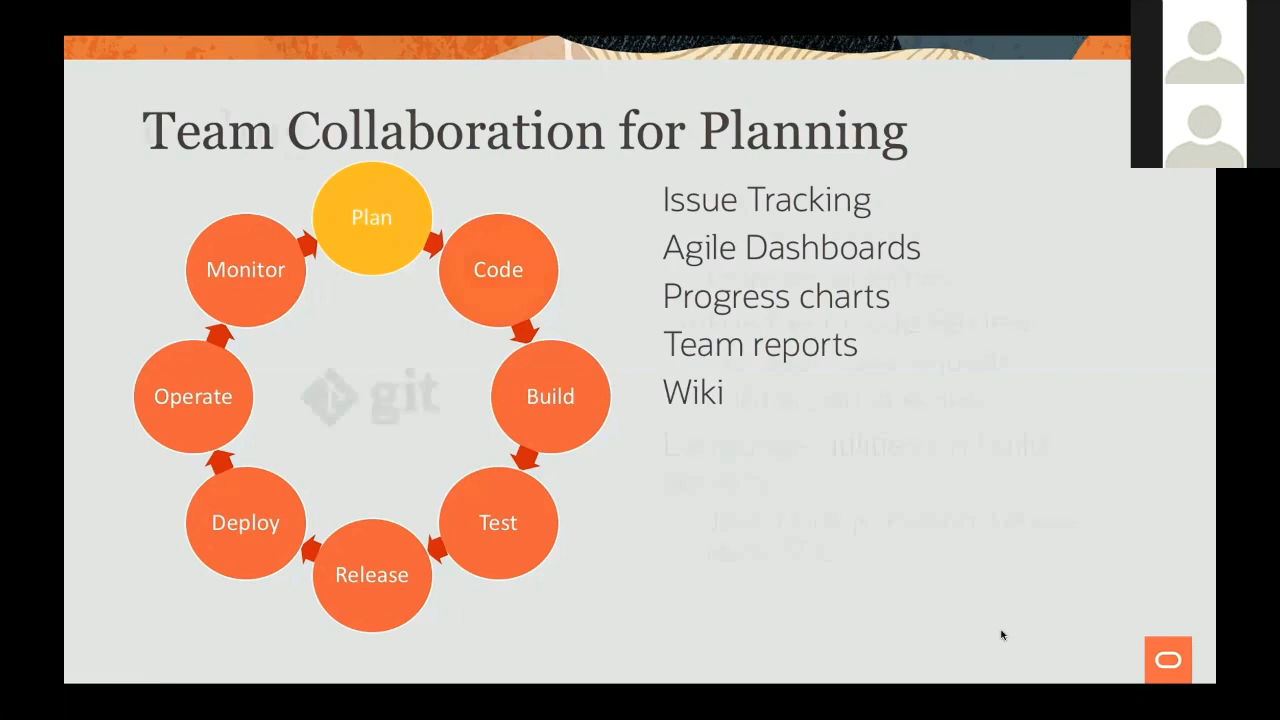 Team Collaboration for Planning
Plan
Code
Build
Test
Release
Deploy
Operate
Monitor
git
Issue Tracking
Agile Dashboards
Progress charts
Team reports
Wiki